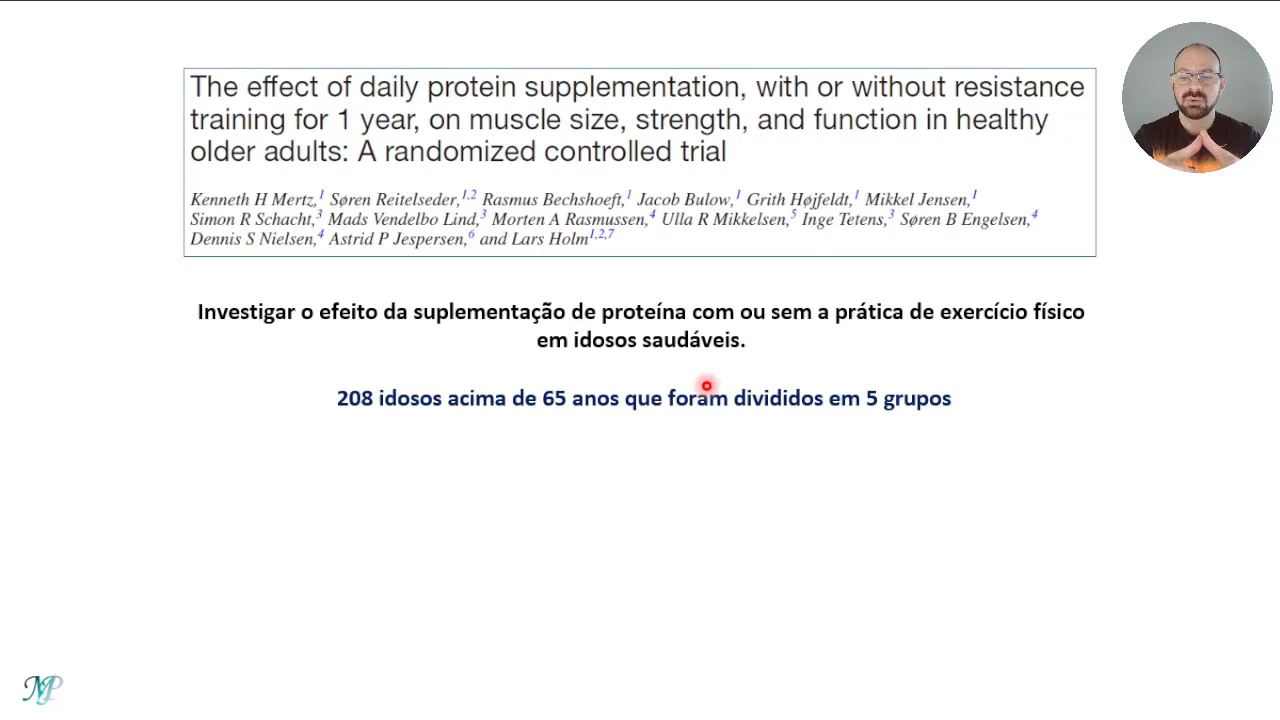 The effect of daily protein supplementation, with or without resistance
training for 1 year, on muscle size, strength, and function in healthy
older adults: A randomized controlled trial
Kenneth H Mertz,1 Søren Reitelseder,1,2 Rasmus Bechshoeft,1 Jacob Bulow,1 Grith Højfeldt,1 Mikkel Jensen,1
Simon R Schacht,3 Mads Vendelbo Lind,3 Morten A Rasmussen,4 Ulla R Mikkelsen,5 Inge Tetens,3 Søren B Engelsen,4
Dennis S Nielsen,4 Astrid P Jespersen,6 and Lars Holm1,2,7
Investigar o efeito da suplementação de proteína com ou sem a prática de exercício físico
em idosos saudáveis.
208 idosos acima de 65 anos que foram divididos em 5 grupos
MP